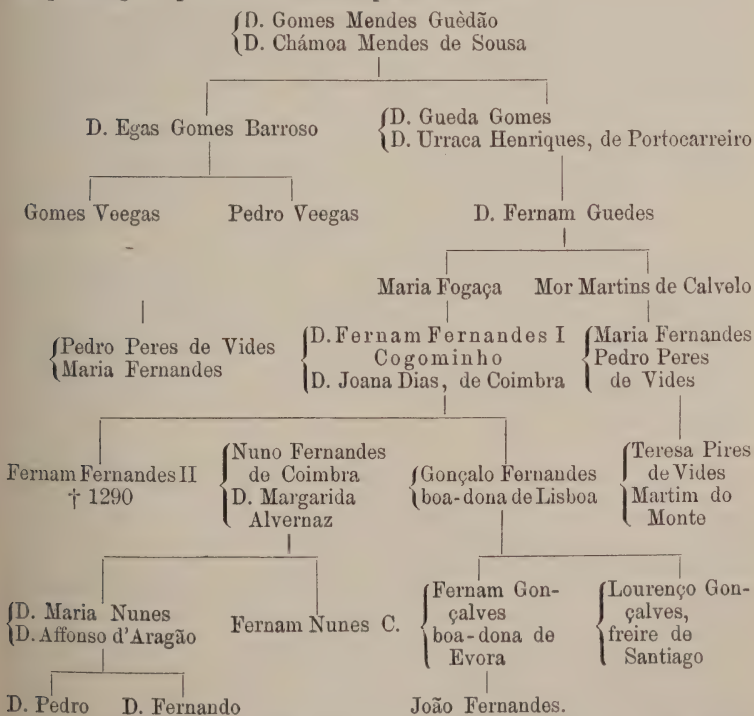 D. Gomes Mendes Guèdão
D. Chámoa Mendes de Sousa
D. Egas Gomes Barroso
D. Gueda Gomes
D. Urraca Henriques, de Portocarreiro
Gomes Veegas
Pedro Veegas
D. Fernam Guedes
Maria Fogaça
Mor Martins de Calvelo
Pedro Peres de Vides
Maria Fernandes
D. Fernam Fernandes I
Cogominho
D. Joana Dias, de Coimbra
Maria Fernandes
Pedro Peres
de Vides
Fernam Fernandes II
† 1290
Nuno Fernandes
de Coimbra
D. Margarida
Alvernaz
Gonçalo Fernandes
boa-dona de Lisboa
Teresa Pires
de Vides
Martim do
Monte
D. Maria Nunes
D. Affonso d'Aragão
Fernam Nunes C.
Fernam Gon-
çalves
boa-dona de
Evora
Lourenço Gon-
çalves,
freire de
Santiago
D. Pedro
D. Fernando
João Fernandes.